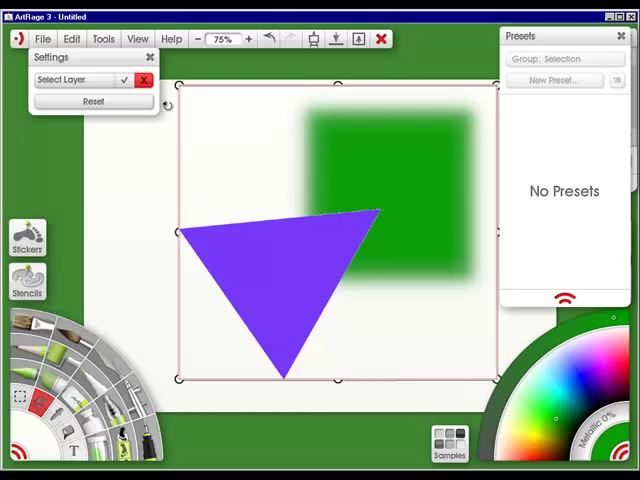 ArtRage 3 - Untitled
File Edit Tools View Help 75%
Settings
Select Layer
Reset
Presets
Group: Selection
New Preset...
No Presets
Stickers
Stencils
T
Samples
Metallic 0%